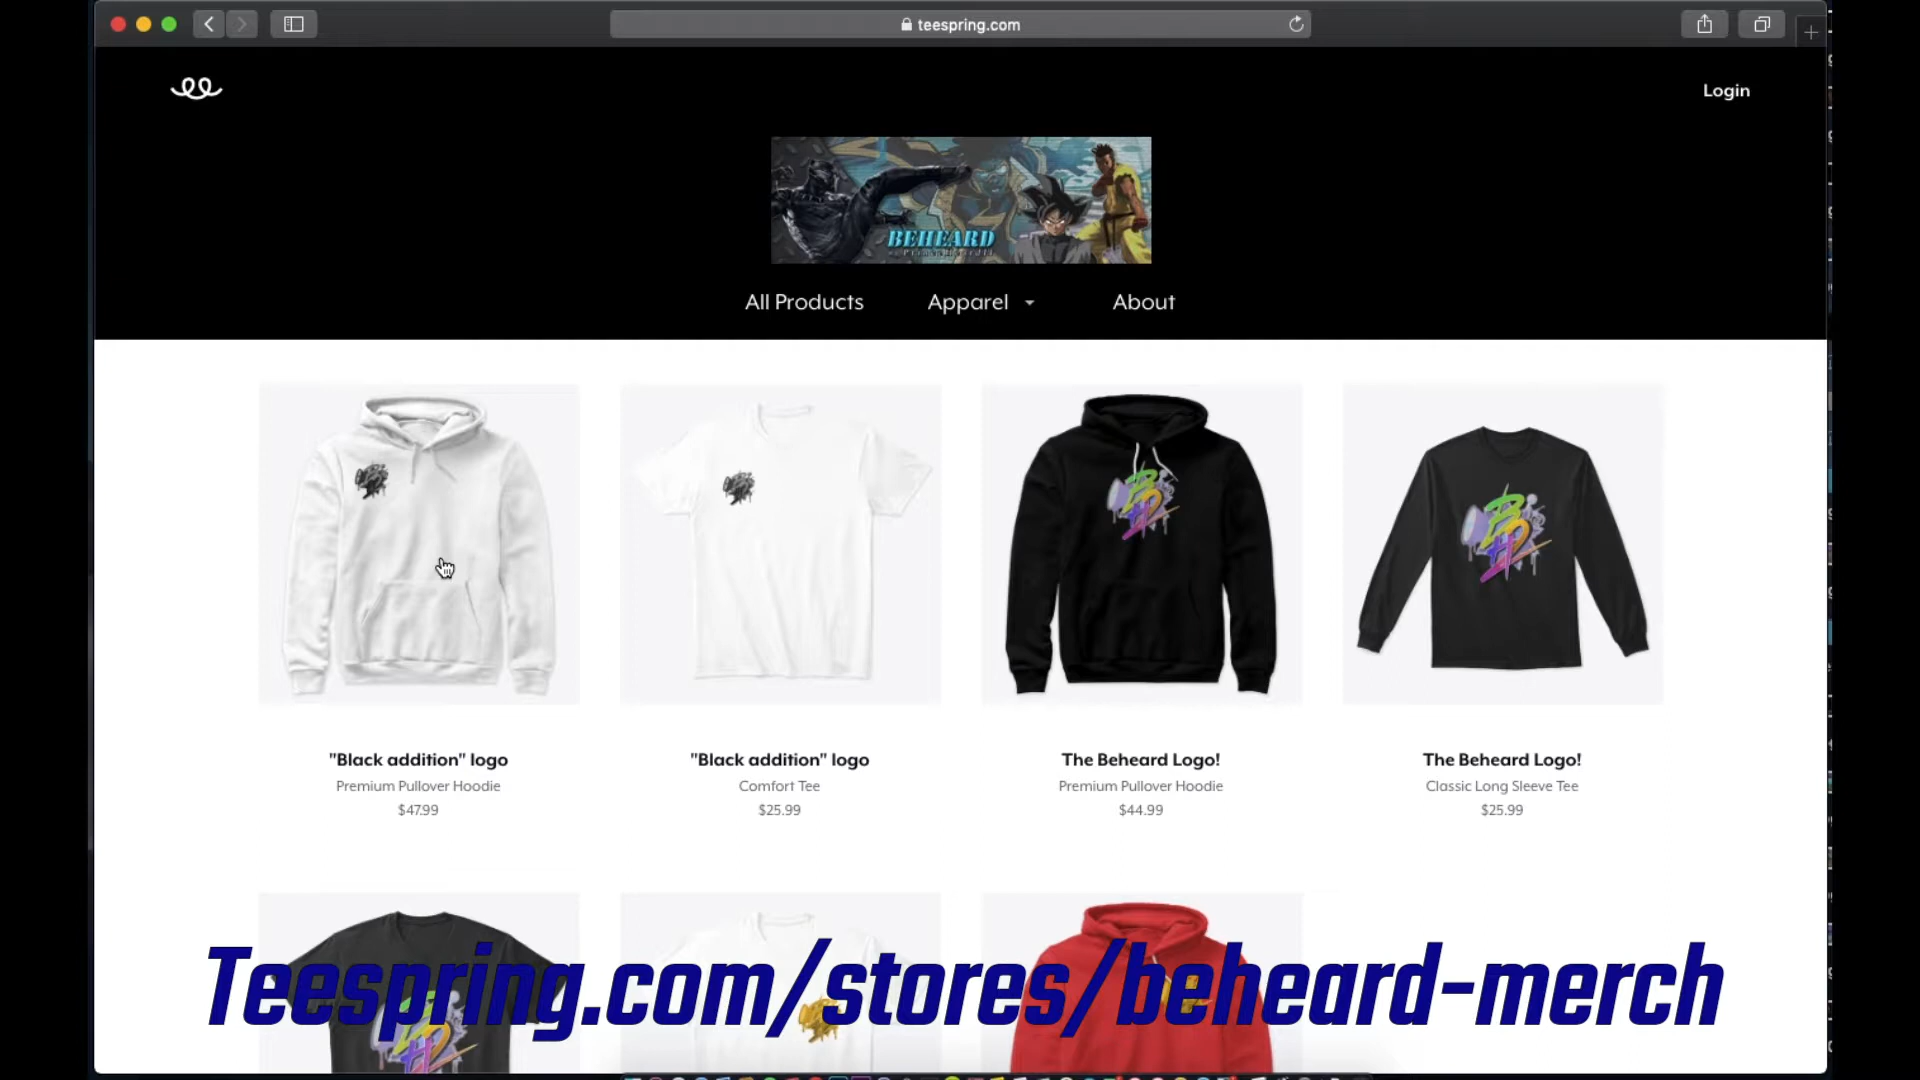 teespring.com
Login
BEHEARD
All Products
Apparel
About
"Black addition" logo
Premium Pullover Hoodie
$47.99
"Black addition" logo
Comfort Tee
$25.99
The Beheard Logo!
Premium Pullover Hoodie
$44.99
The Beheard Logo!
Classic Long Sleeve Tee
$25.99
Teespring.com/stores/beheard-merch